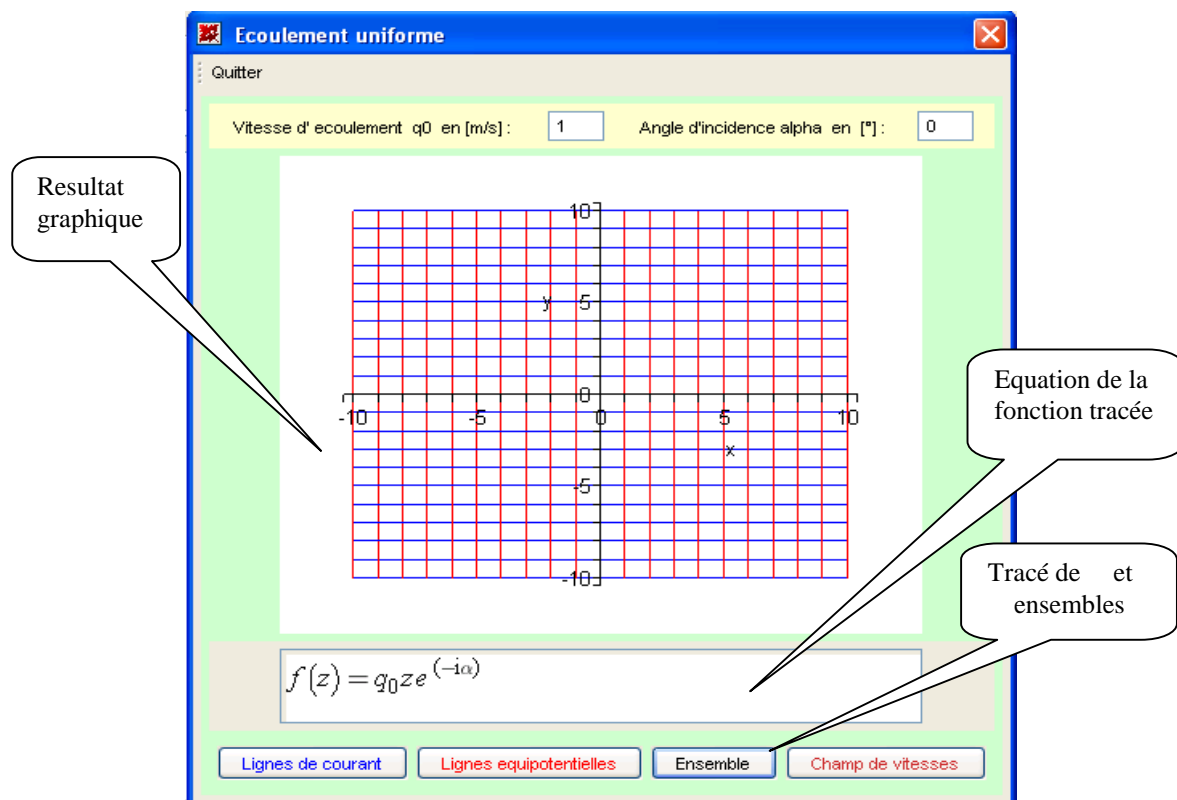 Ecoulement uniforme
Quitter
Vitesse d' ecoulement q0 en [m/s] : 1 Angle d'incidence alpha en [°] : 0
Resultat
graphique
10
y 5
0
-10 -5 0 5 10
x
-5
-10
Equation de la
fonction tracée
Tracé de et
ensembles
f(z) = q₀ze^(-iα)
Lignes de courant Lignes equipotentielles Ensemble Champ de vitesses